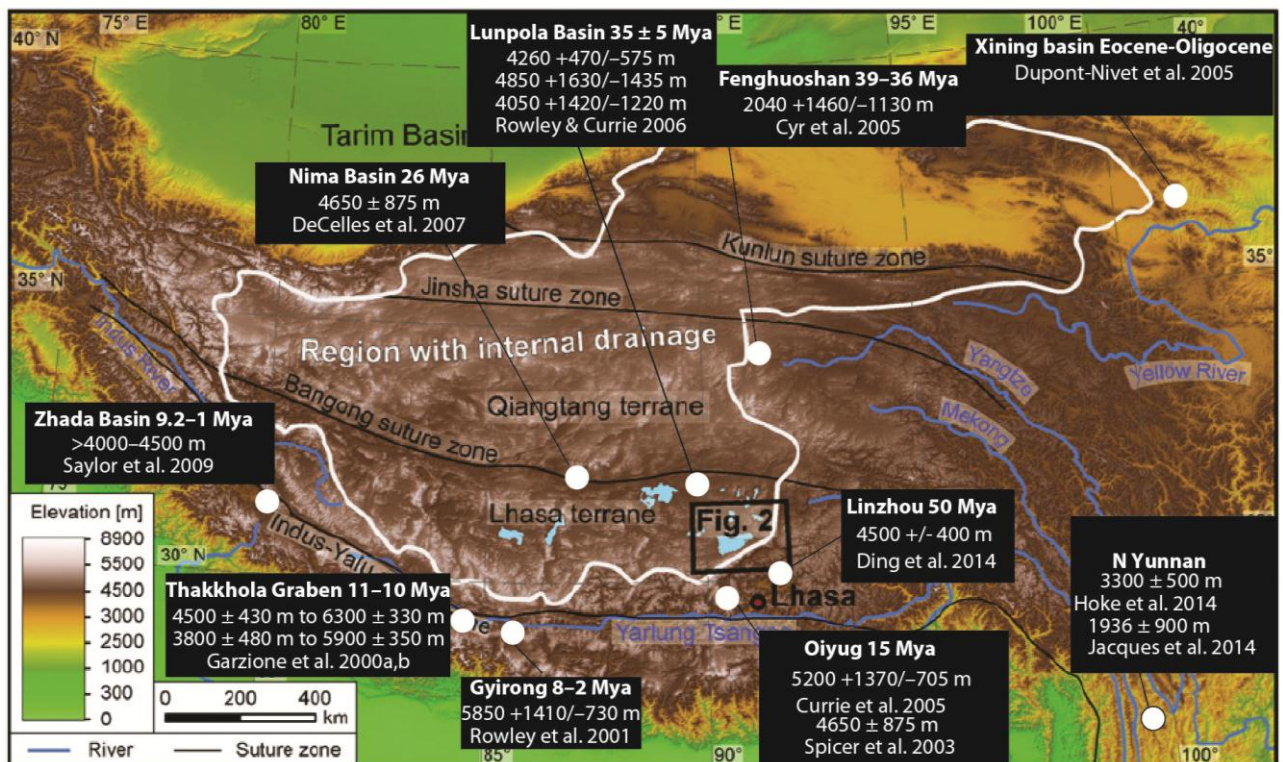 75° E
80° E
95° E
100° E
40°
40° N
Lunpola Basin 35 ± 5 Mya
4260 +470/–575 m
4850 +1630/–1435 m
4050 +1420/–1220 m
Rowley & Currie 2006
Xining basin Eocene-Oligocene
Dupont-Nivet et al. 2005
Fenghuoshan 39–36 Mya
2040 +1460/–1130 m
Cyr et al. 2005
Tarim Basin
Nima Basin 26 Mya
4650 ± 875 m
DeCelles et al. 2007
Kunlun suture zone
35°
35° N
Jinsha suture zone
Region with internal drainage
Indus River
Yangtze
Yellow River
Qiangtang terrane
Mekong
Bangong suture zone
Zhada Basin 9.2–1 Mya
>4000–4500 m
Saylor et al. 2009
Lhasa terrane
Fig. 2
Linzhou 50 Mya
4500 +/- 400 m
Ding et al. 2014
Elevation [m]
8900
5500
4500
3000
2500
1000
300
0
30° N
Indus-Yalu
Thakkhola Graben 11–10 Mya
4500 ± 430 m to 6300 ± 330 m
3800 ± 480 m to 5900 ± 350 m
Garzione et al. 2000a,b
Lhasa
Yarlung Tsang
N Yunnan
3300 ± 500 m
Hoke et al. 2014
1936 ± 900 m
Jacques et al. 2014
Oiyug 15 Mya
5200 +1370/–705 m
Currie et al. 2005
4650 ± 875 m
Spicer et al. 2003
Gyirong 8–2 Mya
5850 +1410/–730 m
Rowley et al. 2001
0 200 400
km
River
Suture zone
85°
90°
100°